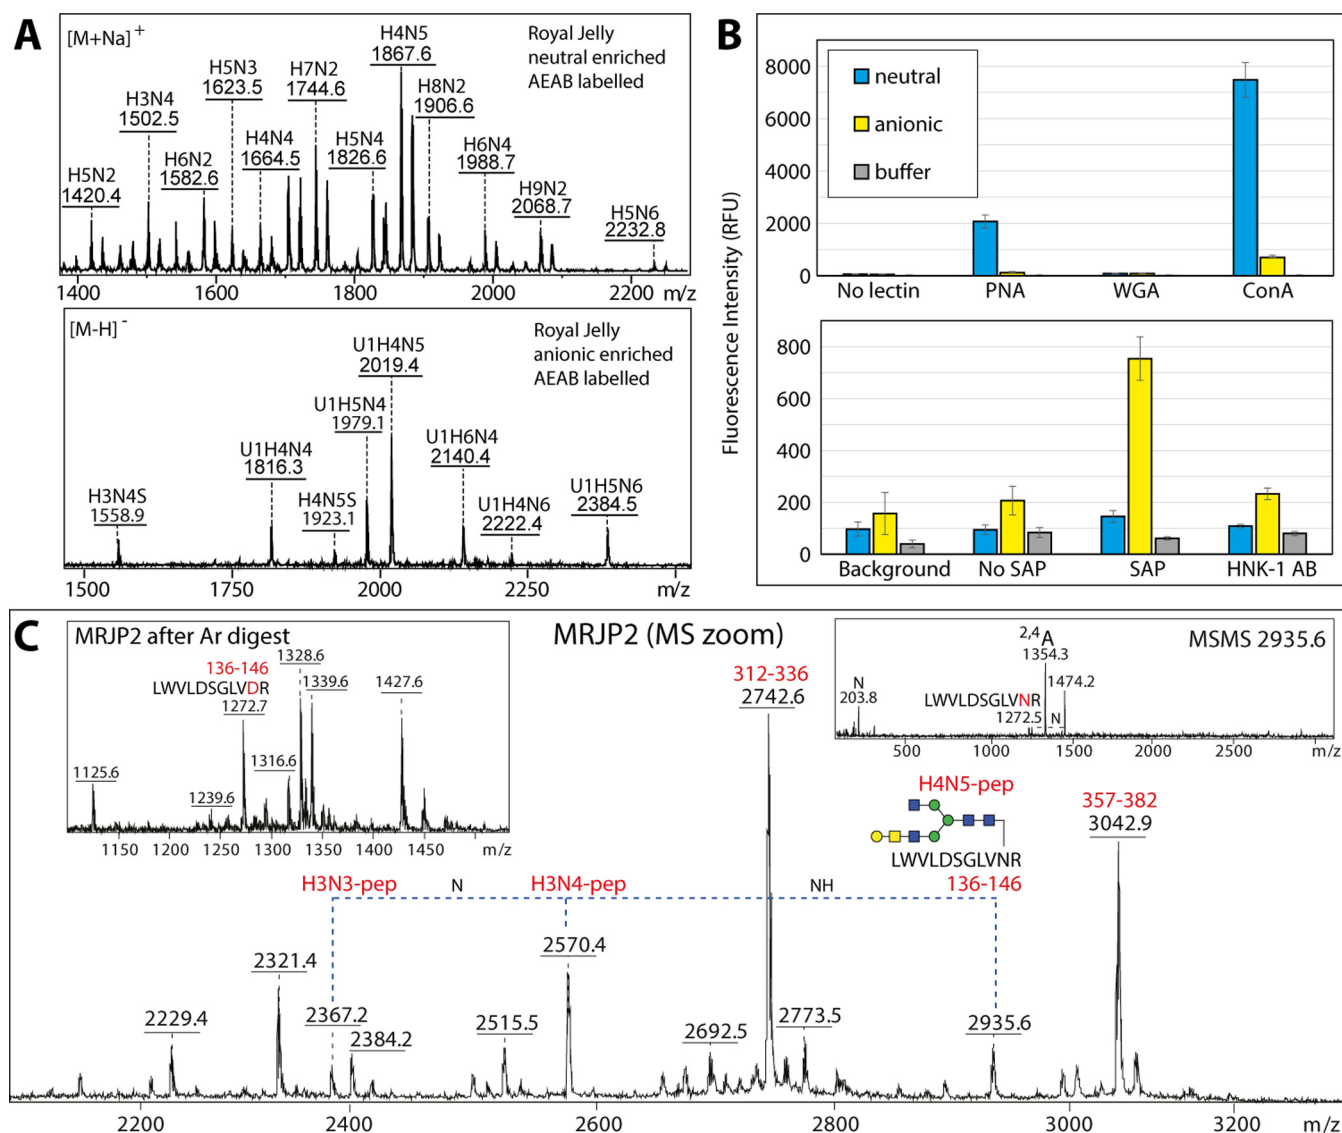 A
[M+Na]+
Royal Jelly
neutral enriched
AEAB labelled
H5N2
1420.4
H3N4
1502.5
H6N2
1582.6
H5N3
1623.5
H4N4
1664.5
H7N2
1744.6
H5N4
1826.6
H4N5
1867.6
H8N2
1906.6
H6N4
1988.7
H9N2
2068.7
H5N6
2232.8
1400 1600 1800 2000 2200 m/z
[M-H]-
Royal Jelly
anionic enriched
AEAB labelled
H3N4S
1558.9
U1H4N4
1816.3
H4N5S
1923.1
U1H5N4
1979.1
U1H4N5
2019.4
U1H6N4
2140.4
U1H4N6
2222.4
U1H5N6
2384.5
1500 1750 2000 2250 m/z
B
Fluorescence Intensity (RFU)
8000
6000
4000
2000
0
neutral
anionic
buffer
No lectin PNA WGA ConA
800
600
400
200
0
Background No SAP SAP HNK-1 AB
C
MRJP2 (MS zoom)
MRJP2 after Ar digest
136-146
LWVLDSGLVDR
1272.7
1125.6
1239.6
1316.6
1328.6
1339.6
1427.6
1150 1200 1250 1300 1350 1400 1450 m/z
MSMS 2935.6
N
203.8
LWVLDSGLVNR
1272.5
N
2,4A
1354.3
1474.2
500 1000 1500 2000 2500 m/z
312-336
2742.6
H4N5-pep
LWVLDSGLVNR
136-146
357-382
3042.9
H3N3-pep
N
H3N4-pep
NH
2229.4
2321.4
2367.2
2384.2
2515.5
2570.4
2692.5
2773.5
2935.6
2200 2400 2600 2800 3000 3200 m/z